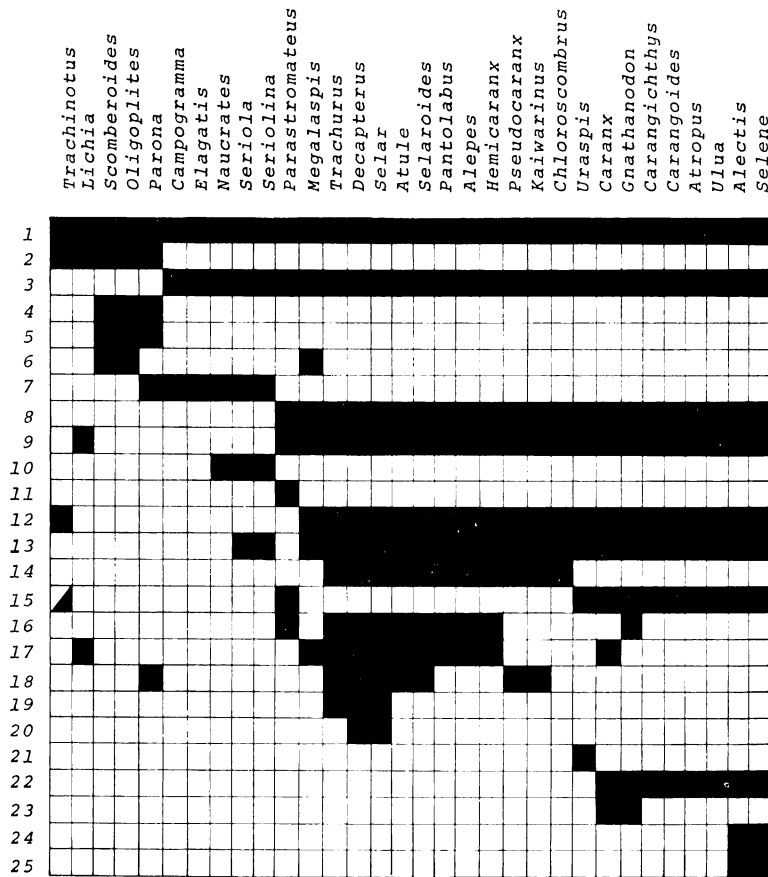 Trachinotus
Lichia
Scomberoides
Oligoplites
Parona
Campogramma
Elagatis
Naucrates
Seriola
Seriolina
Parastromateus
Megalaspis
Trachurus
Decapterus
Selar
Atule
Selaroides
Pantolabus
Alepes
Hemicaranx
Pseudocaranx
Kaiwarinus
Chloroscombrus
Uraspis
Caranx
Gnathanodon
Carangichthys
Carangoides
Atropus
Ulua
Alectis
Selene
1
2
3
4
5
6
7
8
9
10
11
12
13
14
15
16
17
18
19
20
21
22
23
24
25